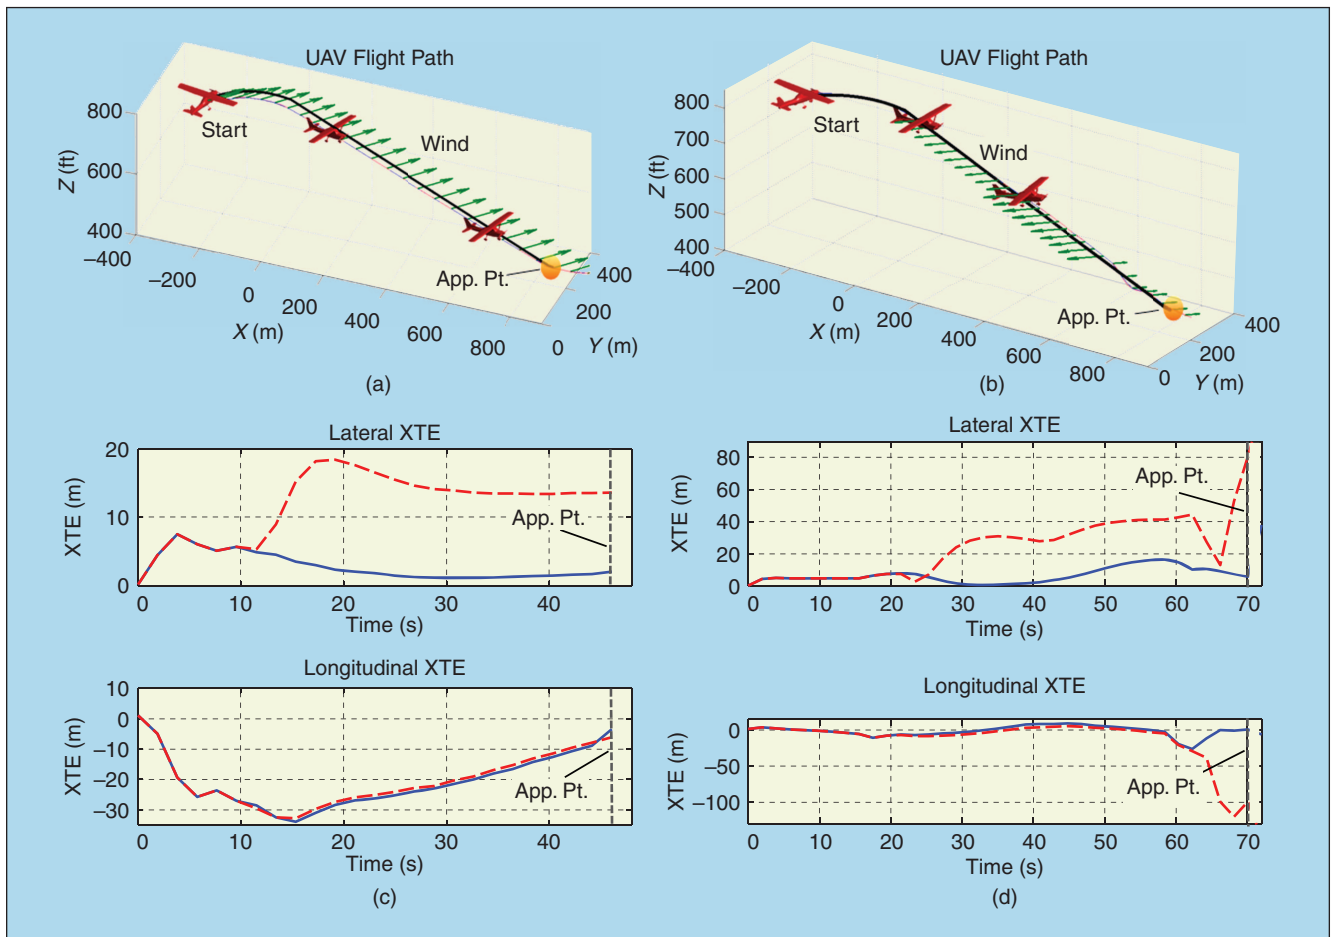 UAV Flight Path
800
600
400
Z (ft)
Start
Wind
App. Pt.
–400
–200
0
200
400
600
800
X (m)
0
200
400
Y (m)
(a)
UAV Flight Path
800
700
600
500
400
Z (ft)
Start
Wind
App. Pt.
–400
–200
0
200
400
600
800
X (m)
0
200
400
Y (m)
(b)
Lateral XTE
20
10
0
XTE (m)
App. Pt.
0 10 20 30 40
Time (s)
Longitudinal XTE
10
0
–10
–20
–30
XTE (m)
App. Pt.
0 10 20 30 40
Time (s)
(c)
Lateral XTE
80
60
40
20
0
XTE (m)
App. Pt.
0 10 20 30 40 50 60 70
Time (s)
Longitudinal XTE
0
–50
–100
XTE (m)
App. Pt.
0 10 20 30 40 50 60 70
Time (s)
(d)